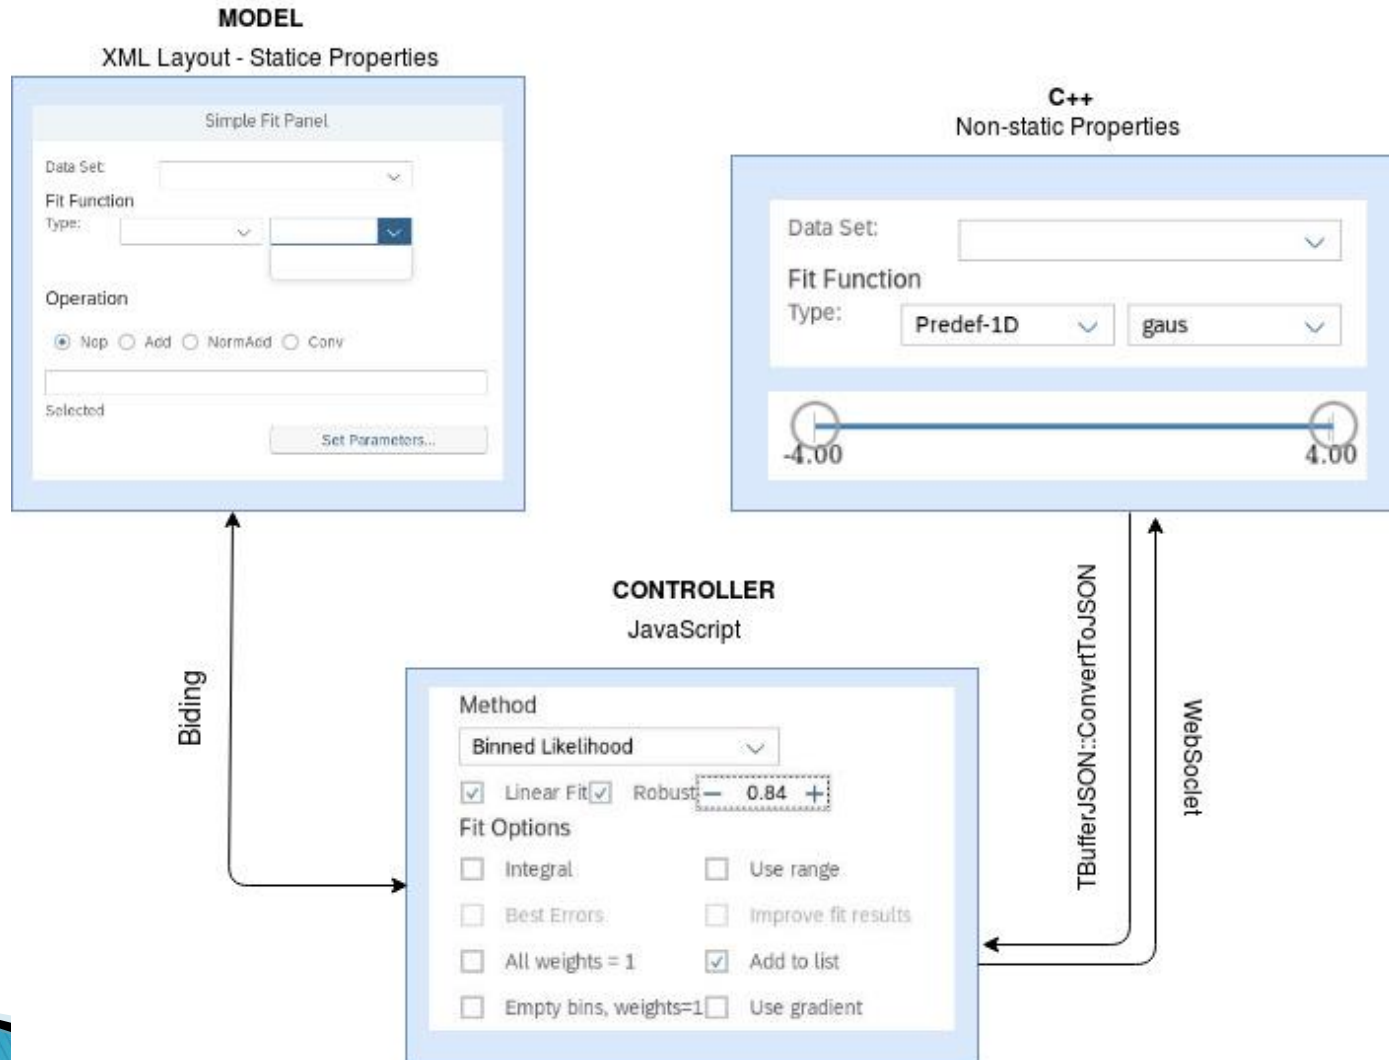 MODEL
XML Layout - Statice Properties
Simple Fit Panel
Data Set:
Fit Function
Type:
Operation
Nop Add NormAdd Conv
Selected
Set Parameters...
C++
Non-static Properties
Data Set:
Fit Function
Type: Predef-1D gaus
-4.00 4.00
Biding
CONTROLLER
JavaScript
Method
Binned Likelihood
Linear Fit Robust — 0.84 +
Fit Options
Integral Use range
Best Errors Improve fit results
All weights = 1 Add to list
Empty bins, weights=1 Use gradient
TBufferJSON::ConvertToJSON
WebSoclet